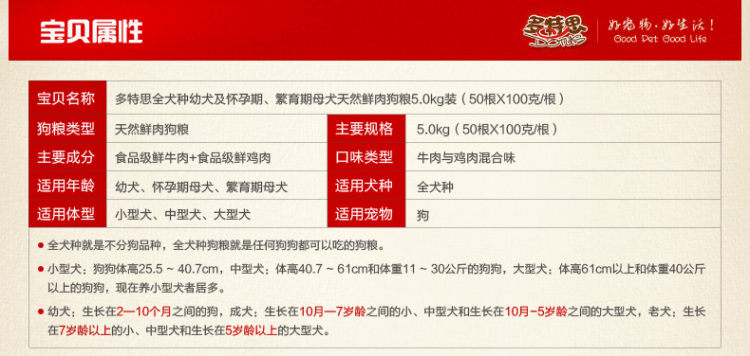 宝贝属性
多特思
好宠物·好生活！
Good Pet Good Life
宝贝名称 多特思全犬种幼犬及怀孕期、繁育期母犬天然鲜肉狗粮5.0kg装（50根X100克/根）
狗粮类型 天然鲜肉狗粮 主要规格 5.0kg（50根X100克/根）
主要成分 食品级鲜牛肉+食品级鲜鸡肉 口味类型 牛肉与鸡肉混合味
适用年龄 幼犬、怀孕期母犬、繁育期母犬 适用犬种 全犬种
适用体型 小型犬、中型犬、大型犬 适用宠物 狗
● 全犬种就是不分狗品种，全犬种狗粮就是任何狗狗都可以吃的狗粮。
● 小型犬；狗狗体高25.5 ~ 40.7cm，中型犬；体高40.7 ~ 61cm和体重11 ~ 30公斤的狗狗，大型犬；体高61cm以上和体重40公斤
以上的狗狗，现在养小型犬者居多。
● 幼犬；生长在2—10个月之间的狗，成犬；生长在10月—7岁龄之间的小、中型犬和生长在10月-5岁龄之间的大型犬，老犬；生长
在7岁龄以上的小、中型犬和生长在5岁龄以上的大型犬。